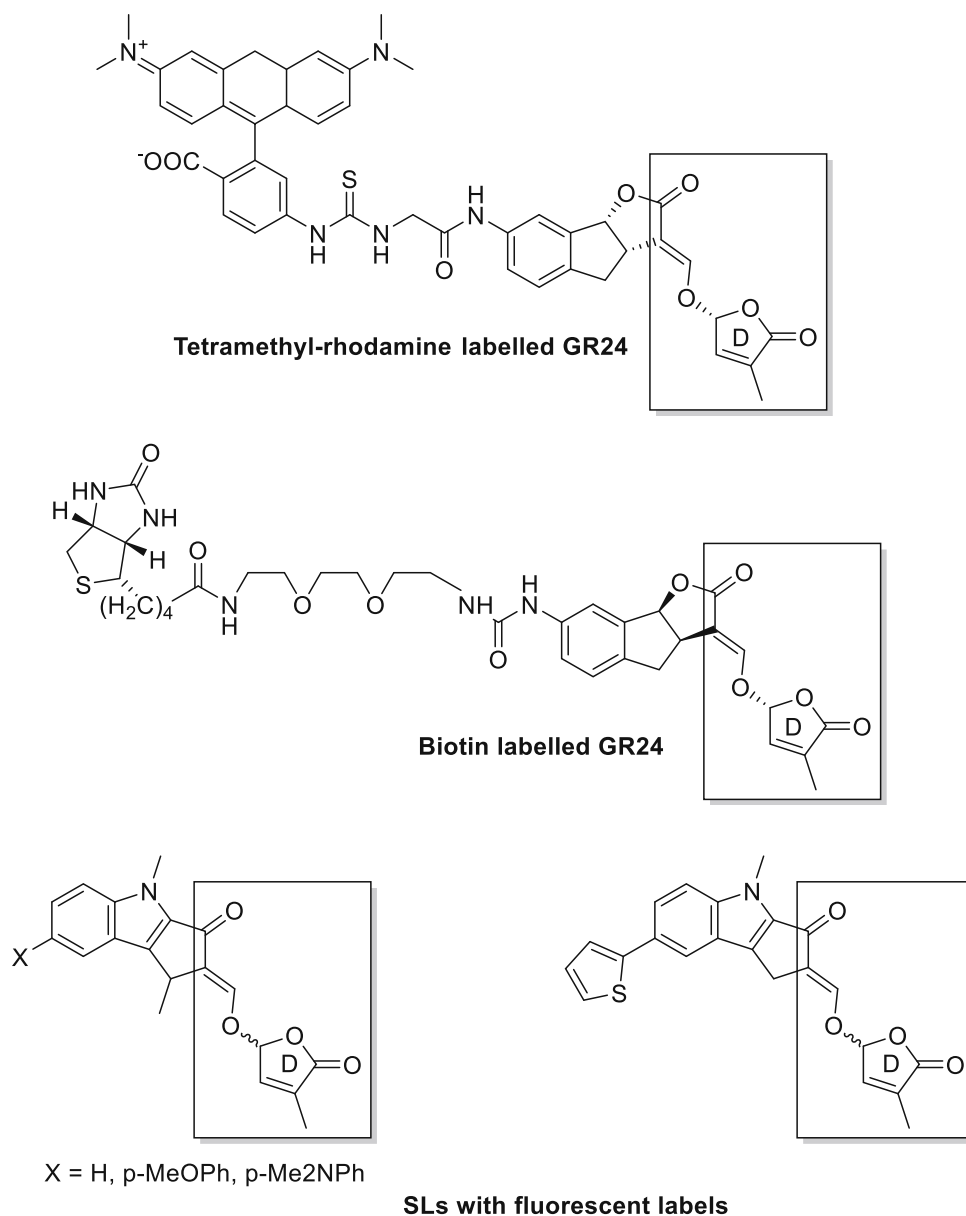 N+
N
-OOC
S
H
N
O
O
N
H
N
H
O
O
O
D
O
Tetramethyl-rhodamine labelled GR24
O
HN
NH
H
H
S
(H2C)4
O
N
H
O
O
NH
O
H
N
O
O
O
O
D
O
Biotin labelled GR24
N
O
X
O
O
D
O
N
O
S
O
O
D
O
X = H, p-MeOPh, p-Me2NPh
SLs with fluorescent labels